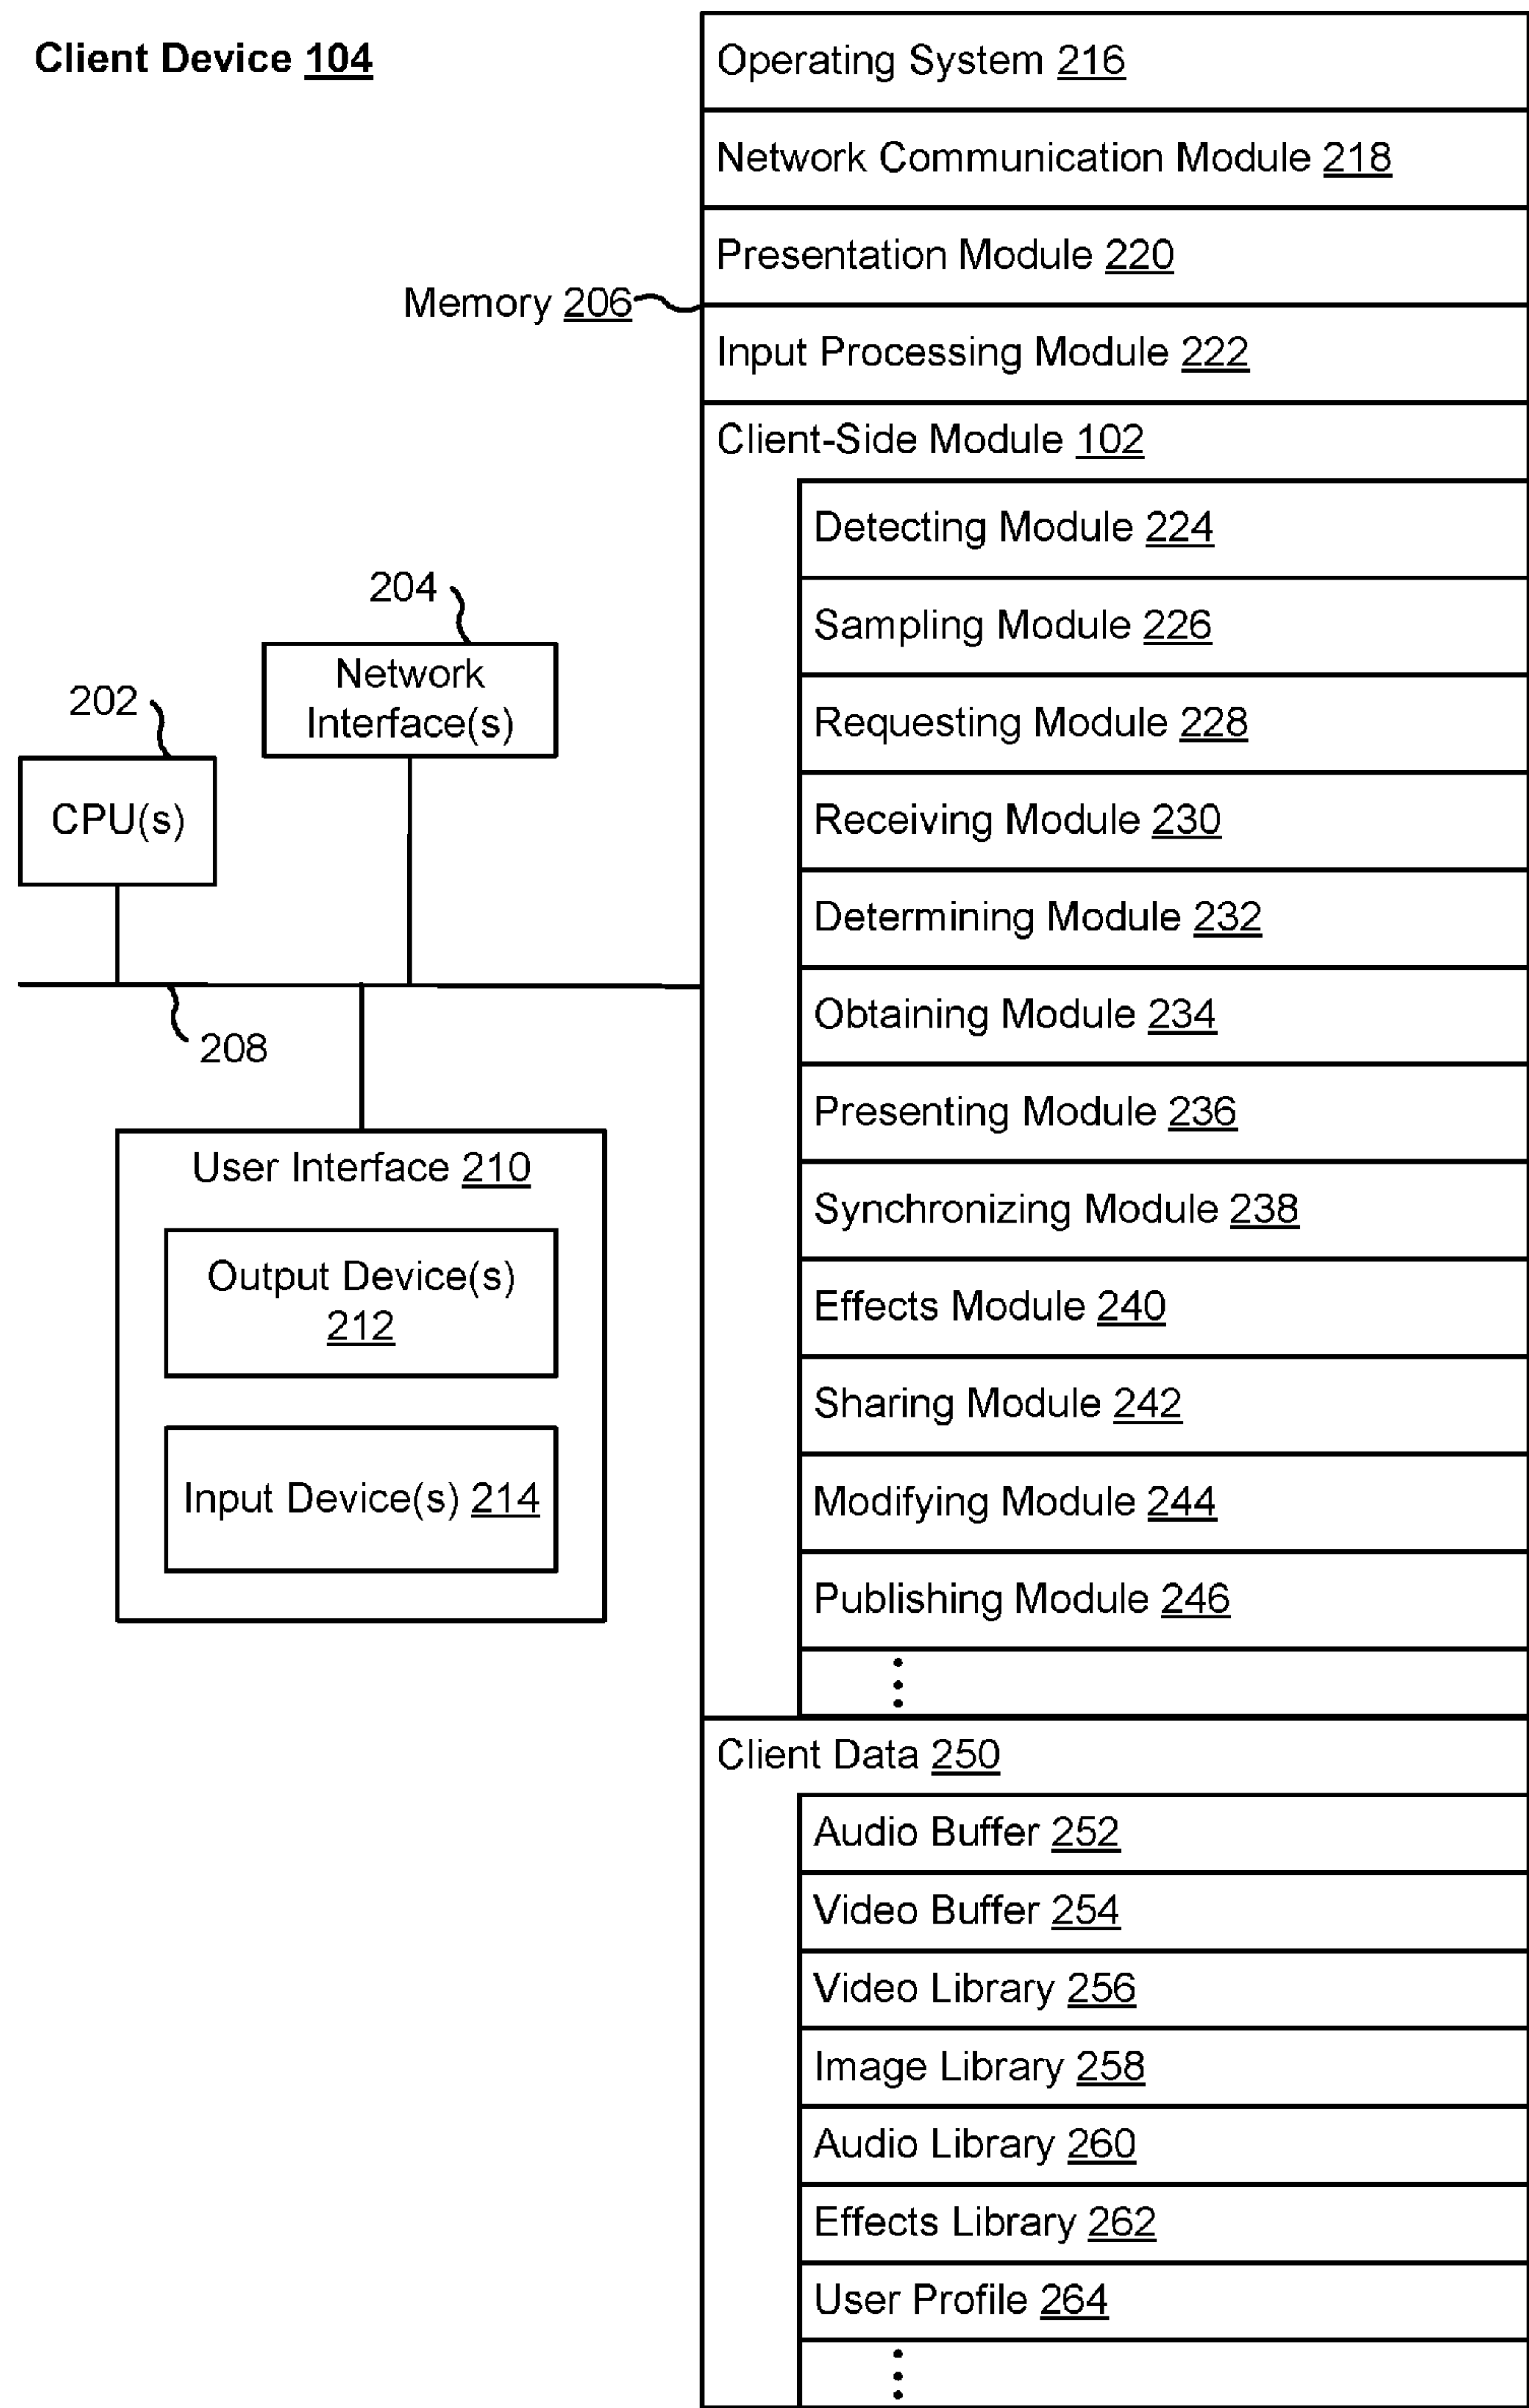 Client Device 104
Operating System 216
Network Communication Module 218
Presentation Module 220
Memory 206
Input Processing Module 222
Client-Side Module 102
Detecting Module 224
Sampling Module 226
Requesting Module 228
Receiving Module 230
Determining Module 232
Obtaining Module 234
Presenting Module 236
Synchronizing Module 238
Effects Module 240
Sharing Module 242
Modifying Module 244
Publishing Module 246
204
Network
Interface(s)
202
CPU(s)
208
User Interface 210
Output Device(s)
212
Input Device(s) 214
Client Data 250
Audio Buffer 252
Video Buffer 254
Video Library 256
Image Library 258
Audio Library 260
Effects Library 262
User Profile 264